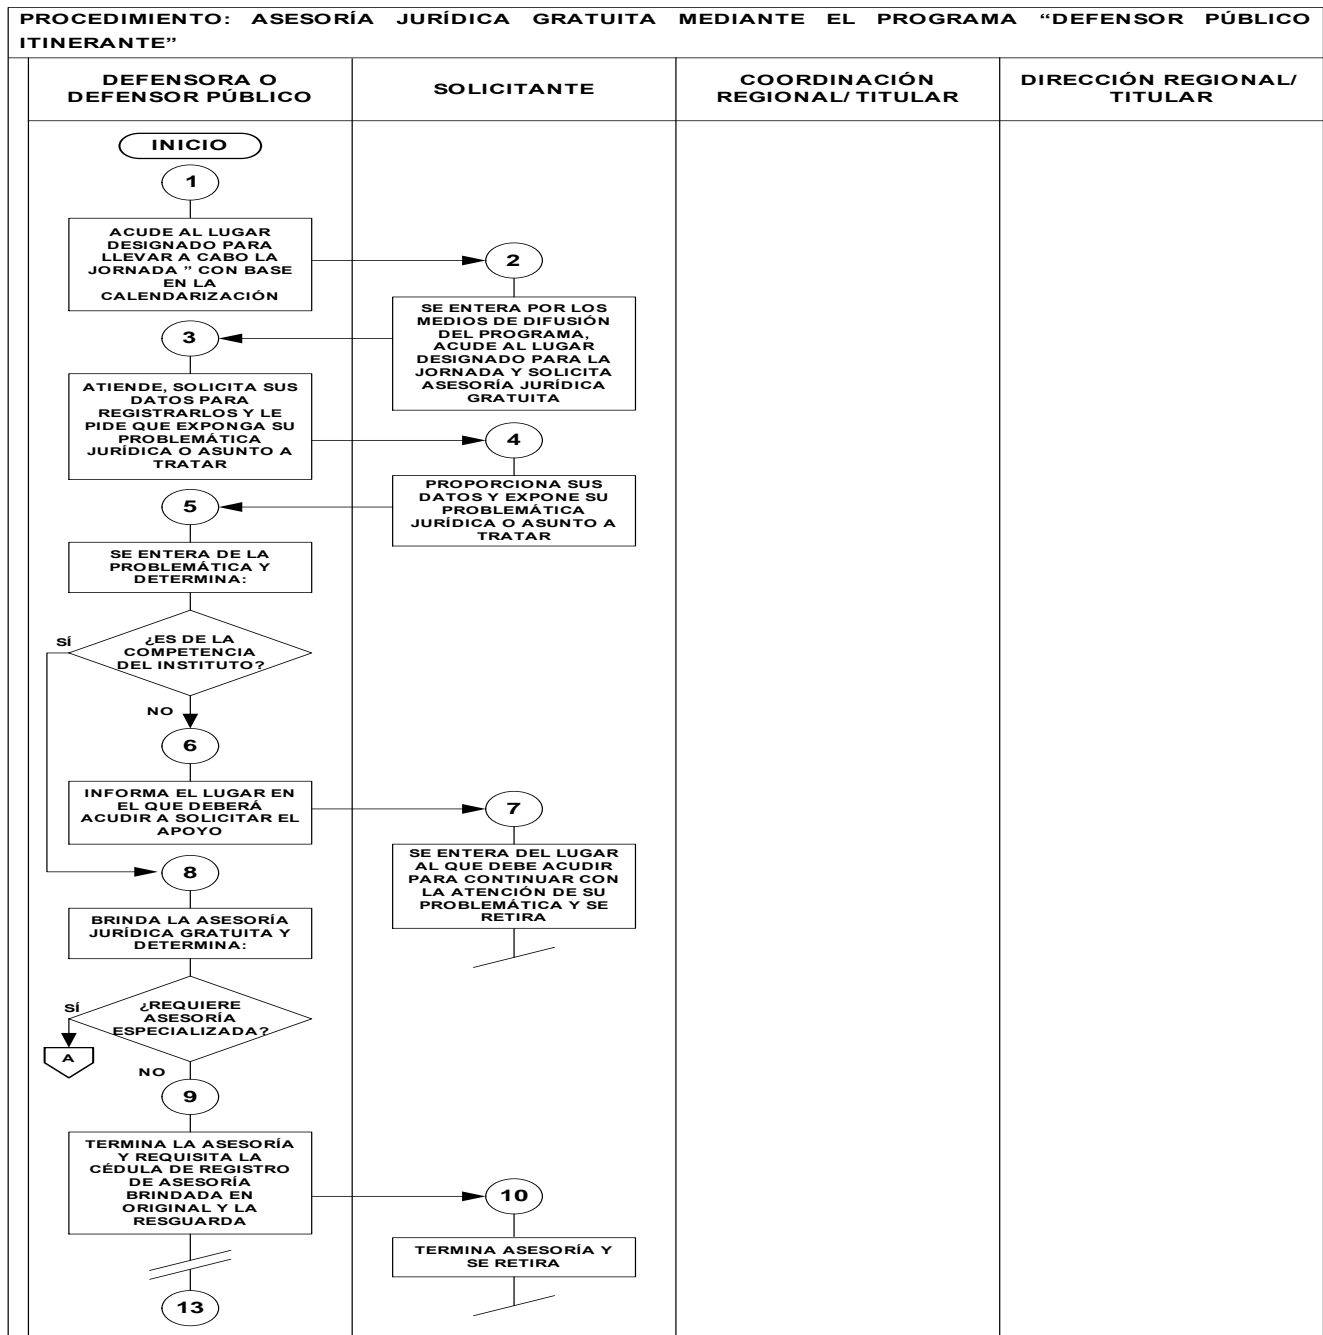 PROCEDIMIENTO: ASESORÍA JURÍDICA GRATUITA MEDIANTE EL PROGRAMA “DEFENSOR PÚBLICO
ITINERANTE”
DEFENSORA O
DEFENSOR PÚBLICO
SOLICITANTE
COORDINACIÓN
REGIONAL/ TITULAR
DIRECCIÓN REGIONAL/
TITULAR
INICIO
1
ACUDE AL LUGAR
DESIGNADO PARA
LLEVAR A CABO LA
JORNADA ” CON BASE
EN LA
CALENDARIZACIÓN
2
SE ENTERA POR LOS
MEDIOS DE DIFUSIÓN
DEL PROGRAMA,
ACUDE AL LUGAR
DESIGNADO PARA LA
JORNADA Y SOLICITA
ASESORÍA JURÍDICA
GRATUITA
3
ATIENDE, SOLICITA SUS
DATOS PARA
REGISTRARLOS Y LE
PIDE QUE EXPONGA SU
PROBLEMÁTICA
JURÍDICA O ASUNTO A
TRATAR
4
PROPORCIONA SUS
DATOS Y EXPONE SU
PROBLEMÁTICA
JURÍDICA O ASUNTO A
TRATAR
5
SE ENTERA DE LA
PROBLEMÁTICA Y
DETERMINA:
SÍ
¿ES DE LA
COMPETENCIA
DEL INSTITUTO?
NO
6
INFORMA EL LUGAR EN
EL QUE DEBERÁ
ACUDIR A SOLICITAR EL
APOYO
7
SE ENTERA DEL LUGAR
AL QUE DEBE ACUDIR
PARA CONTINUAR CON
LA ATENCIÓN DE SU
PROBLEMÁTICA Y SE
RETIRA
8
BRINDA LA ASESORÍA
JURÍDICA GRATUITA Y
DETERMINA:
SÍ
¿REQUIERE
ASESORÍA
ESPECIALIZADA?
A
NO
9
TERMINA LA ASESORÍA
Y REQUISITA LA
CÉDULA DE REGISTRO
DE ASESORÍA
BRINDADA EN
ORIGINAL Y LA
RESGUARDA
10
TERMINA ASESORÍA Y
SE RETIRA
13